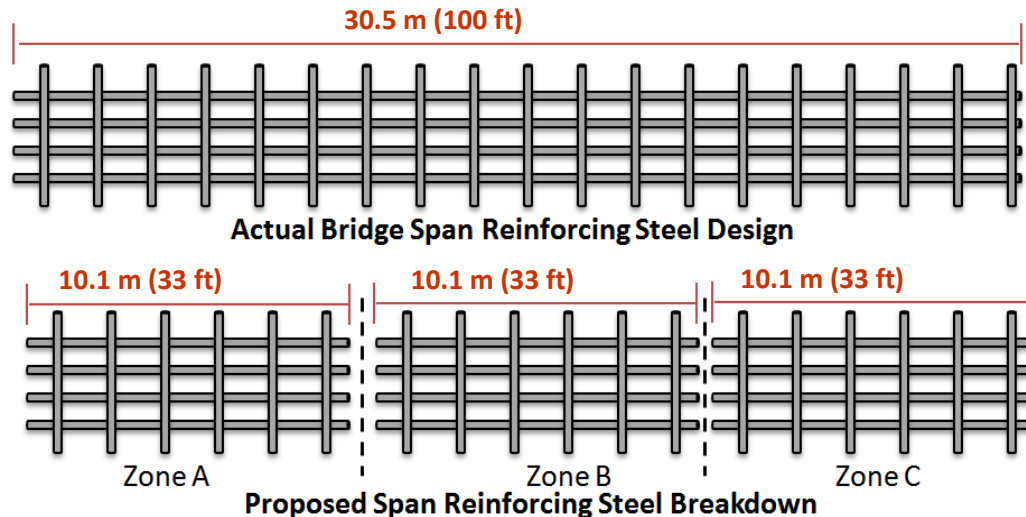 30.5 m (100 ft)
Actual Bridge Span Reinforcing Steel Design
10.1 m (33 ft) 10.1 m (33 ft) 10.1 m (33 ft)
Zone A Zone B Zone C
Proposed Span Reinforcing Steel Breakdown